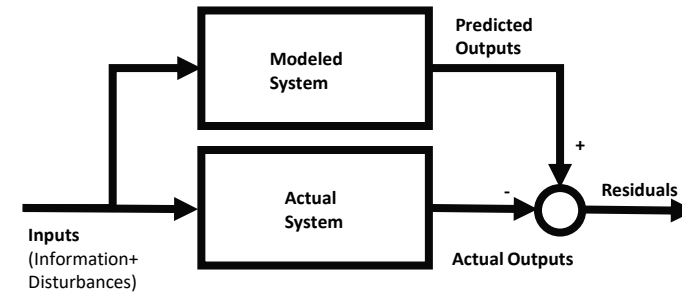 Predicted
Outputs
Modeled
System
+
-
Residuals
Actual
System
Inputs
(Information+
Disturbances)
Actual Outputs